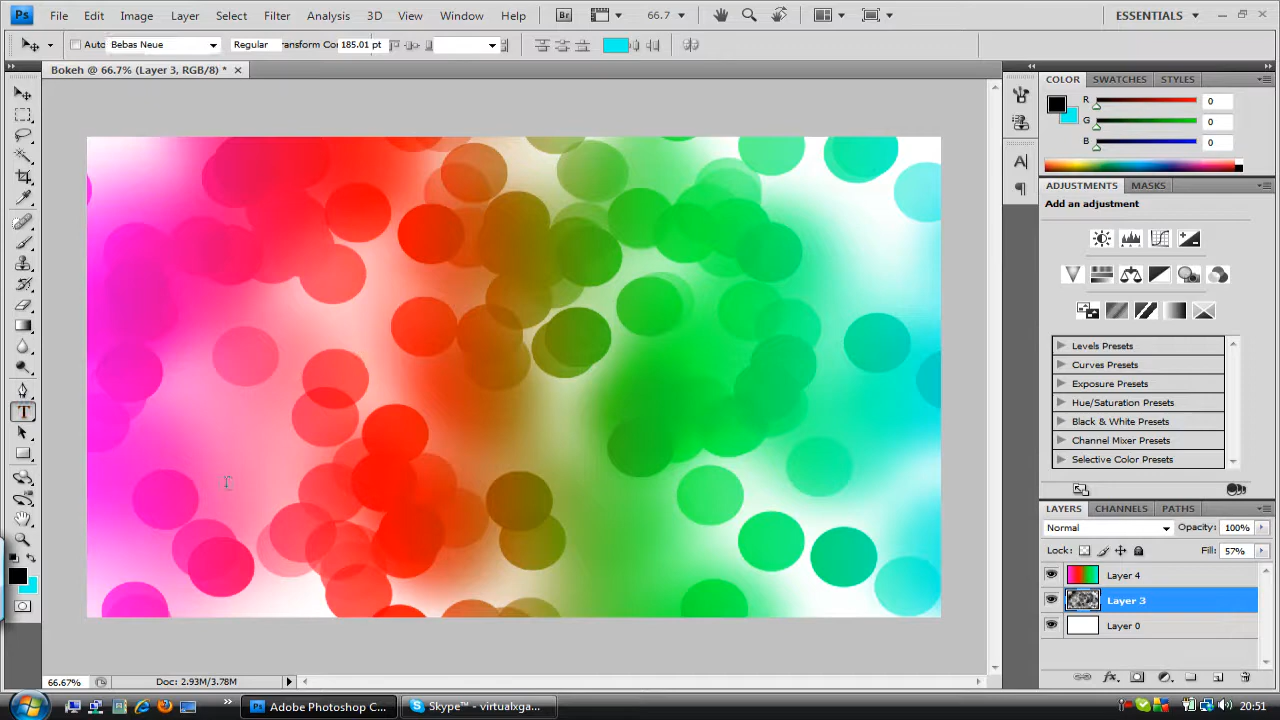 Ps File Edit Image Layer Select Filter Analysis 3D View Window Help Br 66.7 ESSENTIALS
Auto Bebas Neue Regular ransform Con 185.01 pt
Bokeh @ 66.7% (Layer 3, RGB/8) *
COLOR SWATCHES STYLES
R 0
G 0
B 0
A
ADJUSTMENTS MASKS
Add an adjustment
Levels Presets
Curves Presets
Exposure Presets
Hue/Saturation Presets
Black & White Presets
Channel Mixer Presets
Selective Color Presets
LAYERS CHANNELS PATHS
Normal Opacity: 100%
Lock: Fill: 57%
Layer 4
Layer 3
Layer 0
66.67% Doc: 2.93M/3.78M
Ps Adobe Photoshop C... Skype™ - virtualxga... 20:51